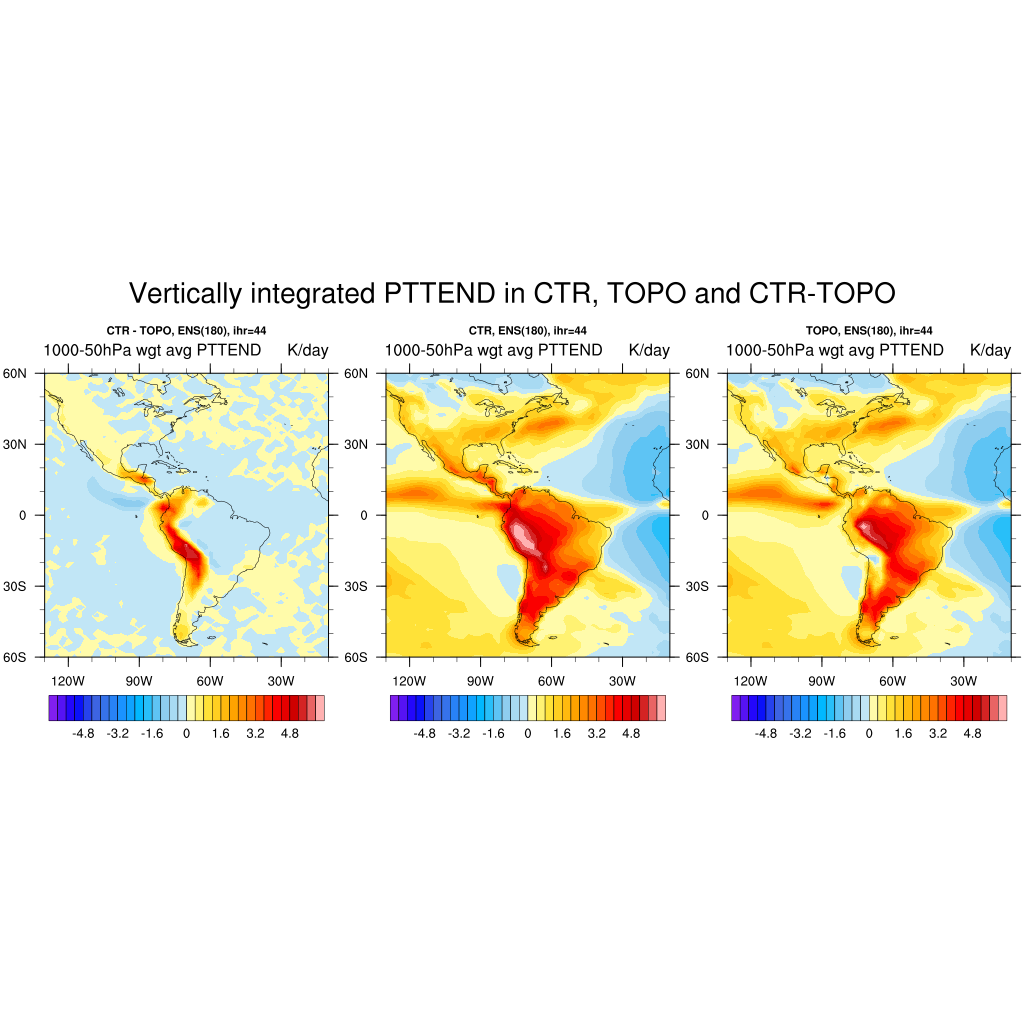 Vertically integrated PTTEND in CTR, TOPO and CTR-TOPO
CTR - TOPO, ENS(180), ihr=44
1000-50hPa wgt avg PTTEND K/day
60N
30N
0
30S
60S
120W 90W 60W 30W
-4.8 -3.2 -1.6 0 1.6 3.2 4.8
CTR, ENS(180), ihr=44
1000-50hPa wgt avg PTTEND K/day
60N
30N
0
30S
60S
120W 90W 60W 30W
-4.8 -3.2 -1.6 0 1.6 3.2 4.8
TOPO, ENS(180), ihr=44
1000-50hPa wgt avg PTTEND K/day
60N
30N
0
30S
60S
120W 90W 60W 30W
-4.8 -3.2 -1.6 0 1.6 3.2 4.8